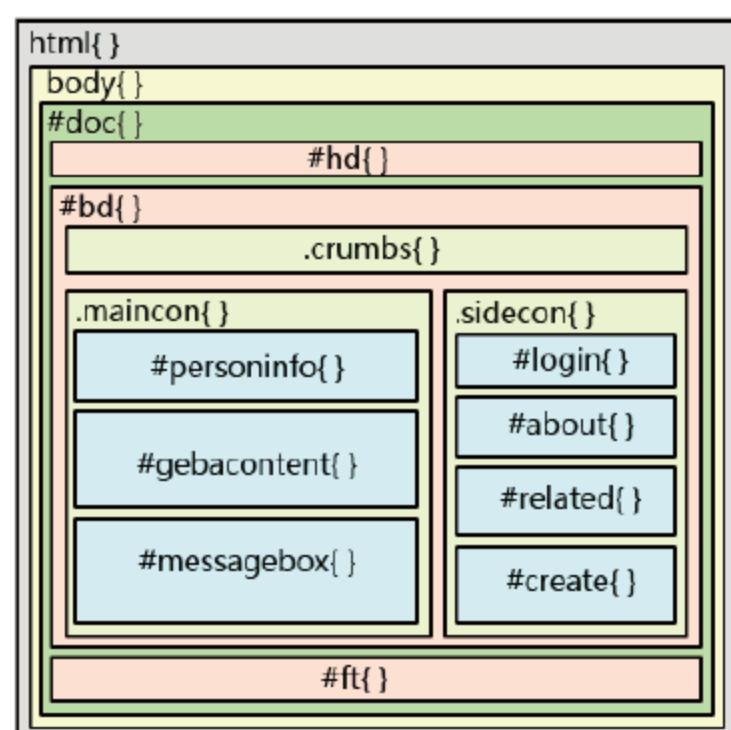 html{ }
body{ }
#doc{ }
#hd{ }
#bd{ }
.crumbs{ }
.maincon{ }
#personinfo{ }
#gebacontent{ }
#messagebox{ }
.sidecon{ }
#login{ }
#about{ }
#related{ }
#create{ }
#ft{ }